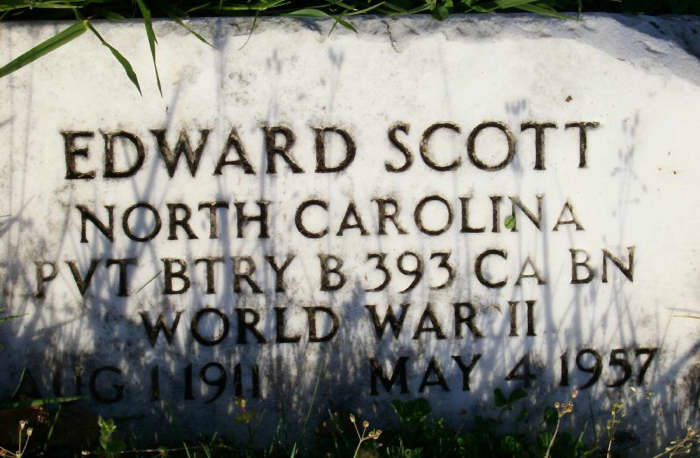 EDWARD SCOTT
NORTH CAROLINA
PVT BTRY B 393 CA BN
WORLD WAR II
AUG 1 1911 MAY 4 1957